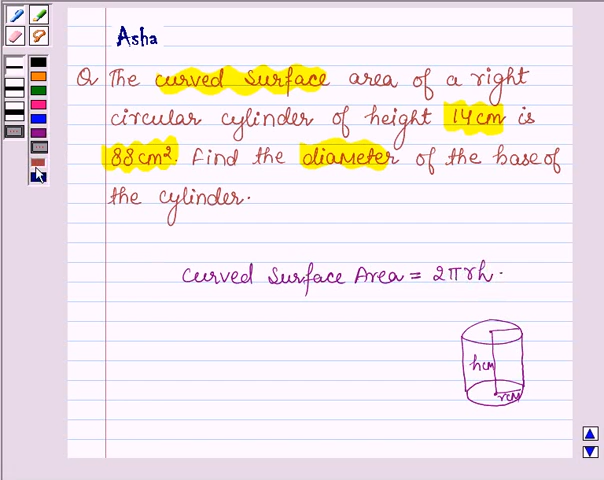 Asha
Q The curved surface area of a right
circular cylinder of height 14cm is
88cm². Find the diameter of the base of
the cylinder.
Curved Surface Area = 2πrh.
hcm
rcm